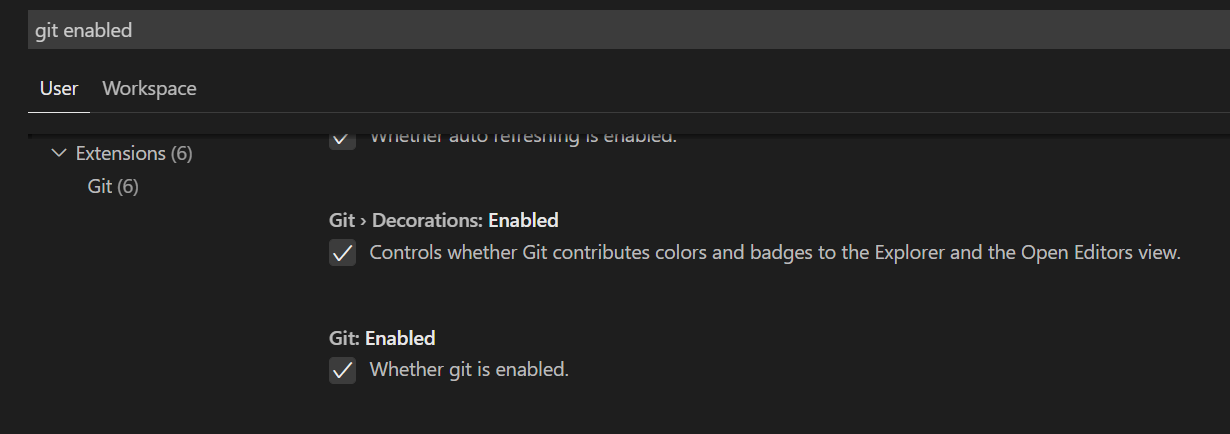 git enabled
User Workspace
Whether auto refreshing is enabled.
Extensions (6)
Git (6)
Git › Decorations: Enabled
Controls whether Git contributes colors and badges to the Explorer and the Open Editors view.
Git: Enabled
Whether git is enabled.